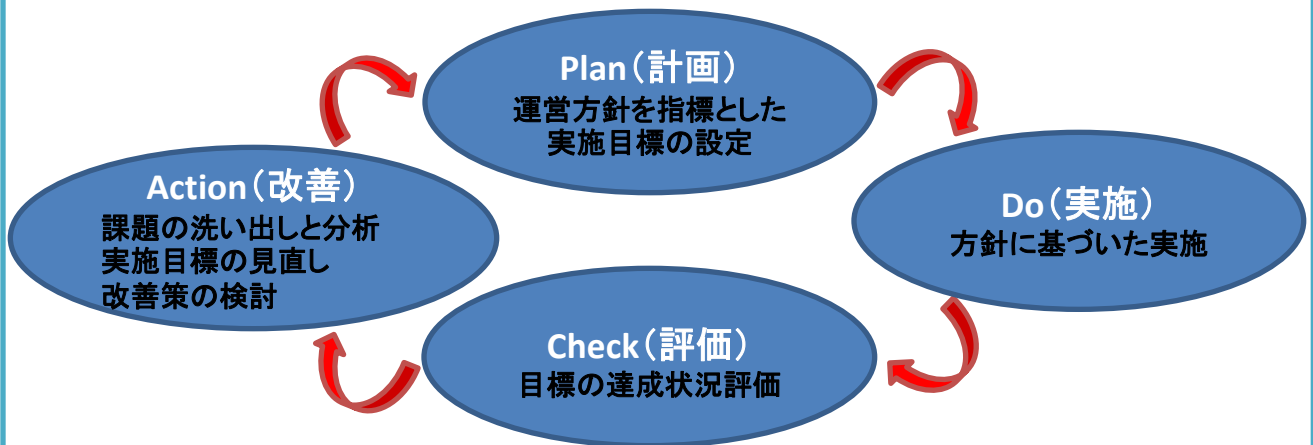 Plan(計画)
運営方針を指標とした
実施目標の設定
Do(実施)
方針に基づいた実施
Check(評価)
目標の達成状況評価
Action(改善)
課題の洗い出しと分析
実施目標の見直し
改善策の検討